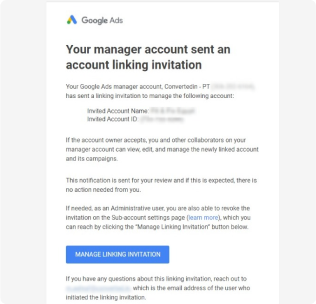 Google Ads
Your manager account sent an
account linking invitation
Your Google Ads manager account, Convertedin - PT
has sent a linking invitation to manage the following account:
Invited Account Name:
Invited Account ID:
If the account owner accepts, you and other collaborators on your
manager account can view, edit, and manage the newly linked account
and its campaigns.
This notification is sent for your review and if this is expected, there is
no action needed from you.
If needed, as an Administrative user, you are also able to revoke the
invitation on the Sub-account settings page (learn more), which you
can reach by clicking the "Manage Linking Invitation" button below.
MANAGE LINKING INVITATION
If you have any questions about this linking invitation, reach out to
, which is the email address of the user who
initiated the linking invitation.